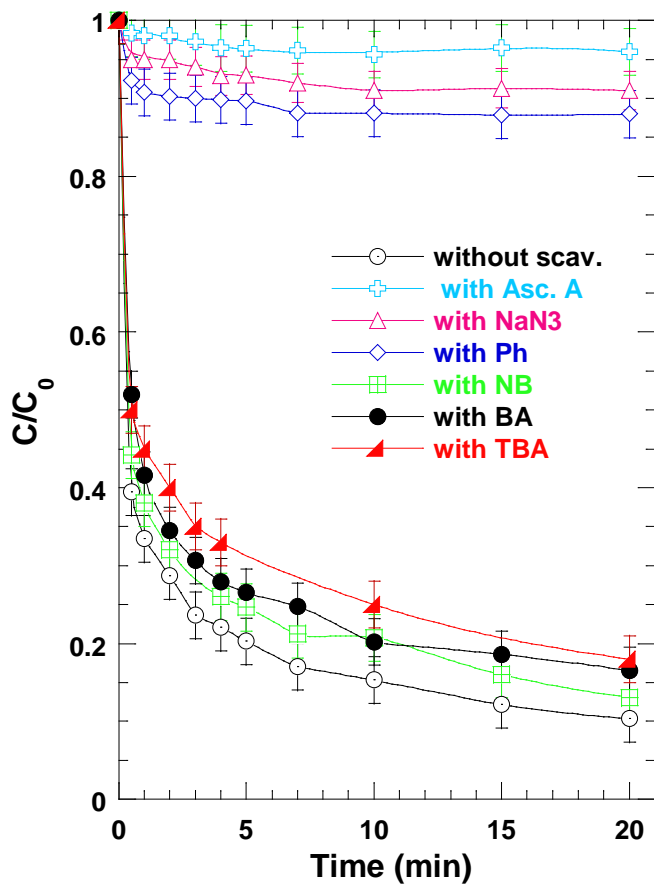 1
0.8
0.6
0.4
0.2
0
C/C0
without scav.
with Asc. A
with NaN3
with Ph
with NB
with BA
with TBA
0 5 10 15 20
Time (min)